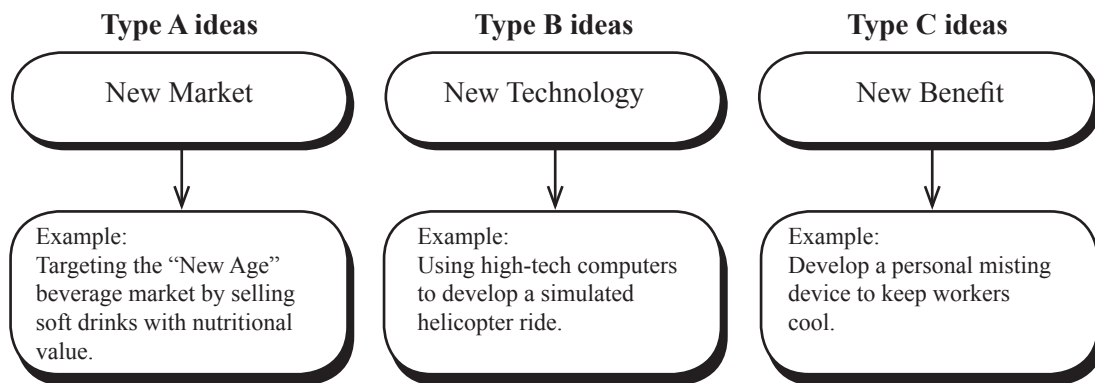 Type A ideas
New Market
Example:
Targeting the “New Age”
beverage market by selling
soft drinks with nutritional
value.
Type B ideas
New Technology
Example:
Using high-tech computers
to develop a simulated
helicopter ride.
Type C ideas
New Benefit
Example:
Develop a personal misting
device to keep workers
cool.